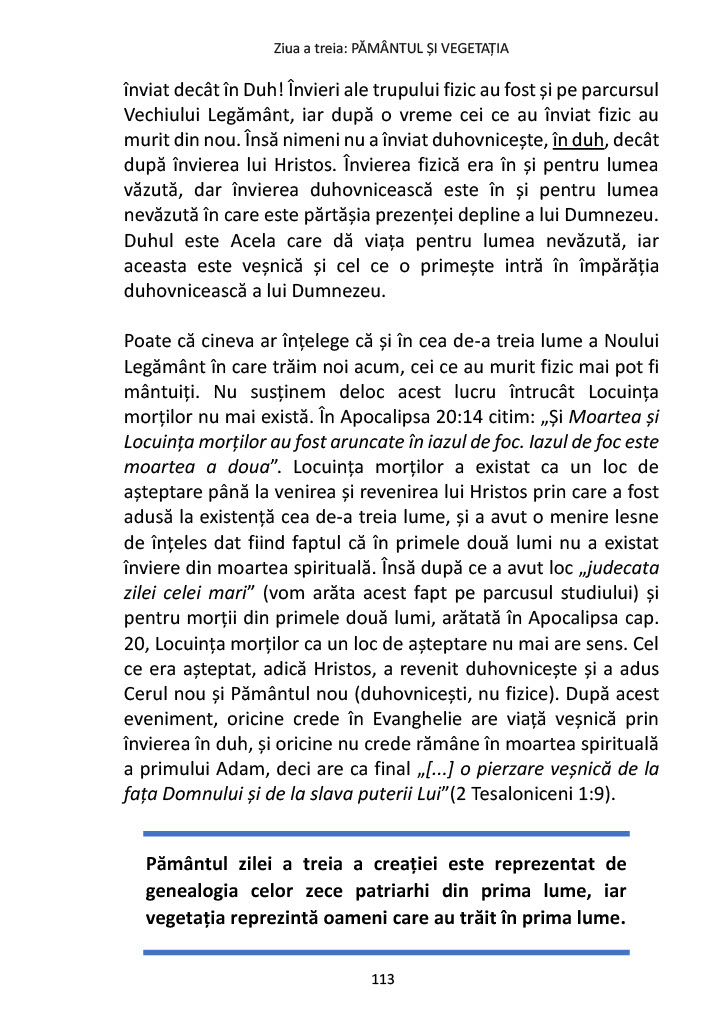 Ziua a treia: PĂMÂNTUL ȘI VEGETAȚIA
înviat decât în Duh! Învieri ale trupului fizic au fost și pe parcursul
Vechiului Legământ, iar după o vreme cei ce au înviat fizic au
murit din nou. Însă nimeni nu a înviat duhovnicește, în duh, decât
după învierea lui Hristos. Învierea fizică era în și pentru lumea
văzută, dar învierea duhovnicească este în și pentru lumea
nevăzută în care este părtășia prezenței depline a lui Dumnezeu.
Duhul este Acela care dă viața pentru lumea nevăzută, iar
aceasta este veșnică și cel ce o primește intră în împărăția
duhovnicească a lui Dumnezeu.
Poate că cineva ar înțelege că și în cea de-a treia lume a Noului
Legământ în care trăim noi acum, cei ce au murit fizic mai pot fi
mântuiți. Nu susținem deloc acest lucru întrucât Locuința
morților nu mai există. În Apocalipsa 20:14 citim: „Și Moartea și
Locuința morților au fost aruncate în iazul de foc. Iazul de foc este
moartea a doua”. Locuința morților a existat ca un loc de
așteptare până la venirea și revenirea lui Hristos prin care a fost
adusă la existență cea de-a treia lume, și a avut o menire lesne
de înțeles dat fiind faptul că în primele două lumi nu a existat
înviere din moartea spirituală. Însă după ce a avut loc „judecata
zilei celei mari” (vom arăta acest fapt pe parcusul studiului) și
pentru morții din primele două lumi, arătată în Apocalipsa cap.
20, Locuința morților ca un loc de așteptare nu mai are sens. Cel
ce era așteptat, adică Hristos, a revenit duhovnicește și a adus
Cerul nou și Pământul nou (duhovnicești, nu fizice). După acest
eveniment, oricine crede în Evanghelie are viață veșnică prin
învierea în duh, și oricine nu crede rămâne în moartea spirituală
a primului Adam, deci are ca final „[...] o pierzare veșnică de la
fața Domnului și de la slava puterii Lui”(2 Tesaloniceni 1:9).
Pământul zilei a treia a creației este reprezentat de
genealogia celor zece patriarhi din prima lume, iar
vegetația reprezintă oameni care au trăit în prima lume.
113